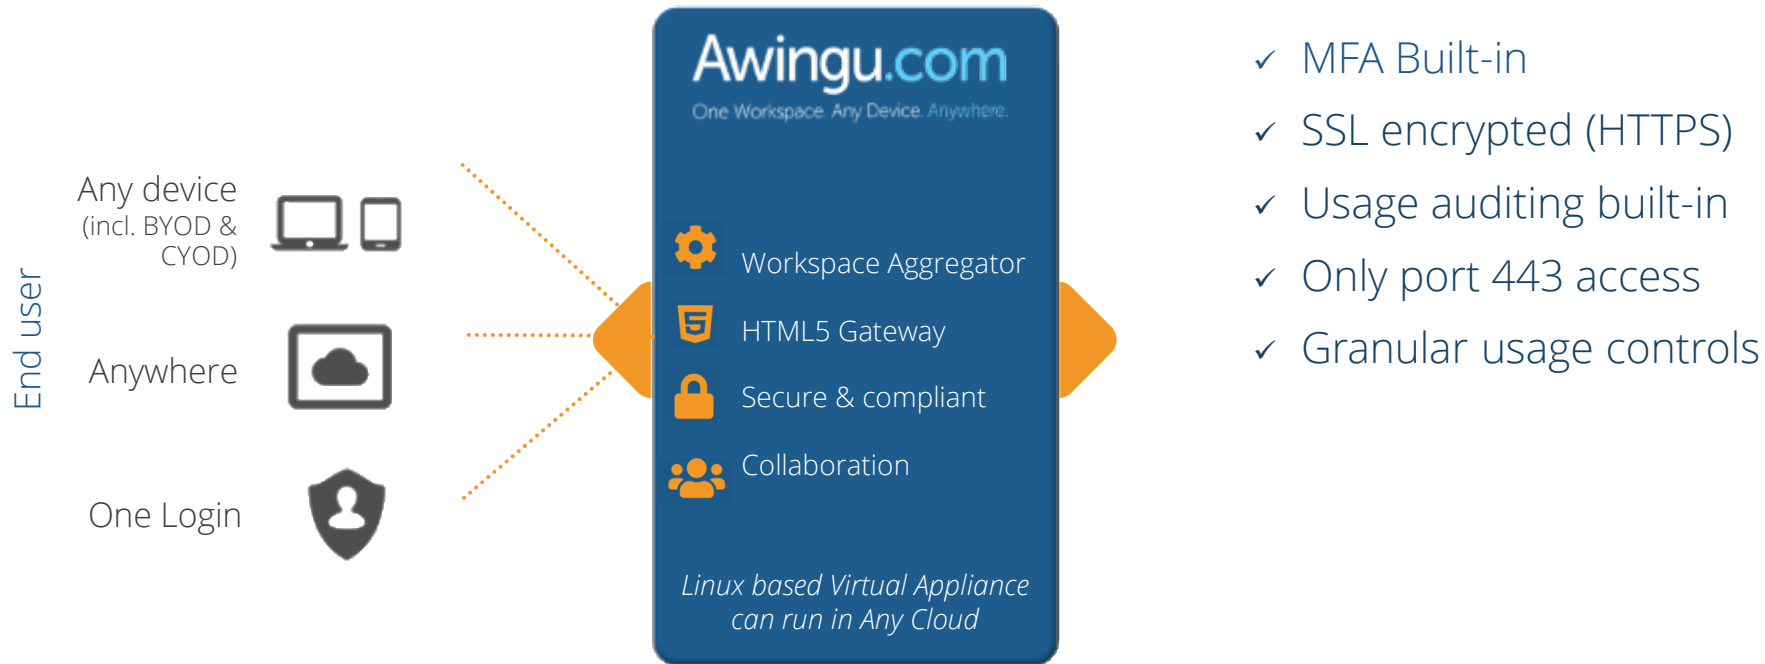 End user
Any device
(incl. BYOD &
CYOD)
Anywhere
One Login
Awingu.com
One Workspace. Any Device. Anywhere.
Workspace Aggregator
5
HTML5 Gateway
Secure & compliant
Collaboration
Linux based Virtual Appliance
can run in Any Cloud
✓ MFA Built-in
✓ SSL encrypted (HTTPS)
✓ Usage auditing built-in
✓ Only port 443 access
✓ Granular usage controls